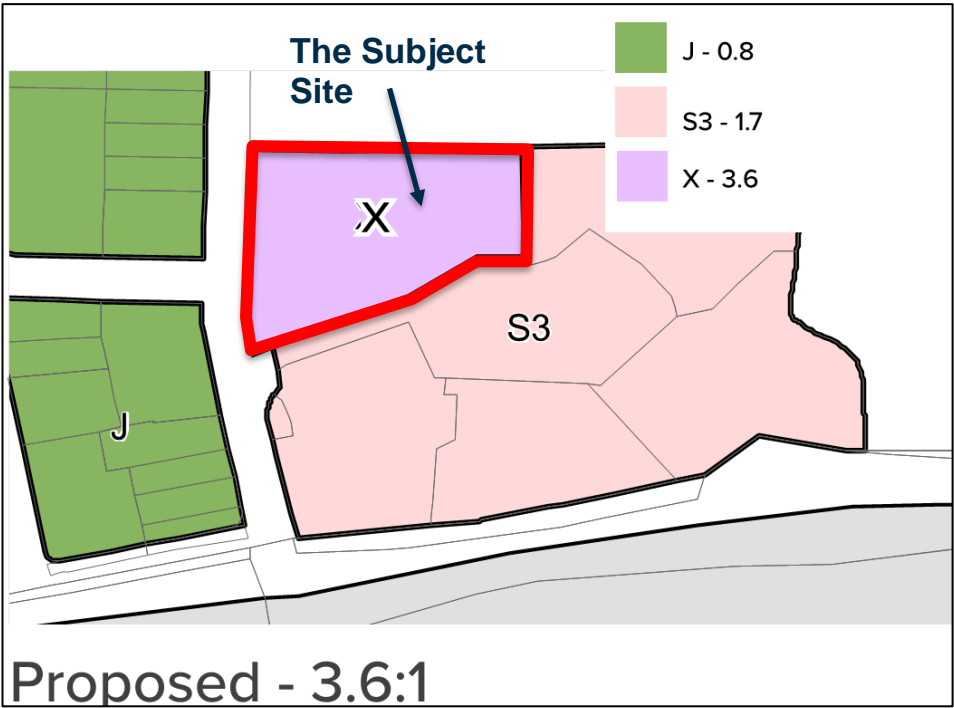 The Subject
Site
J - 0.8
S3 - 1.7
X - 3.6
X
S3
J
Proposed - 3.6:1